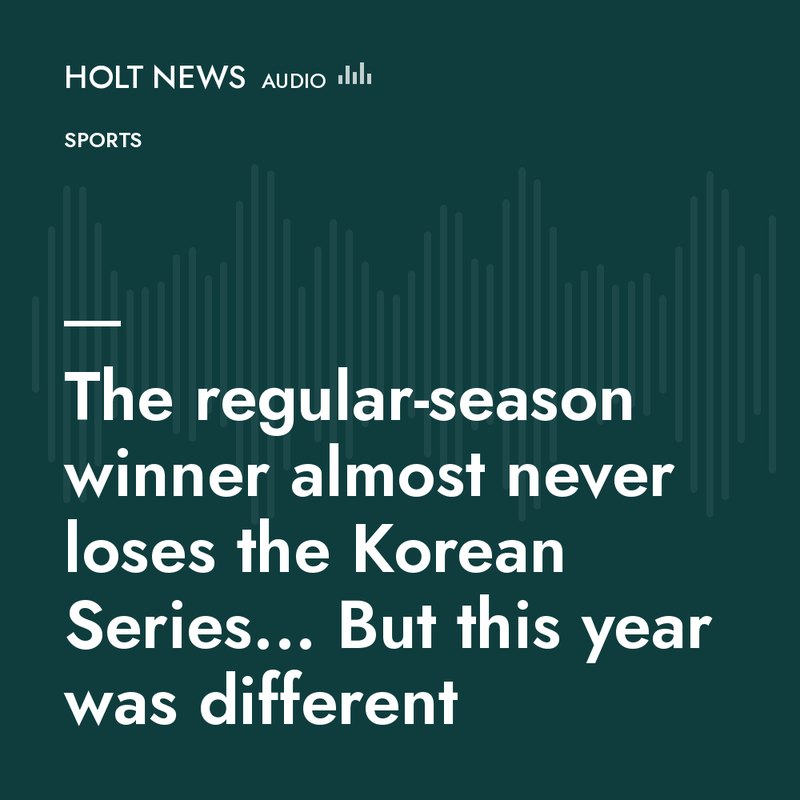 HOLT NEWS AUDIO
SPORTS
The regular-season
winner almost never
loses the Korean
Series... But this year
was different